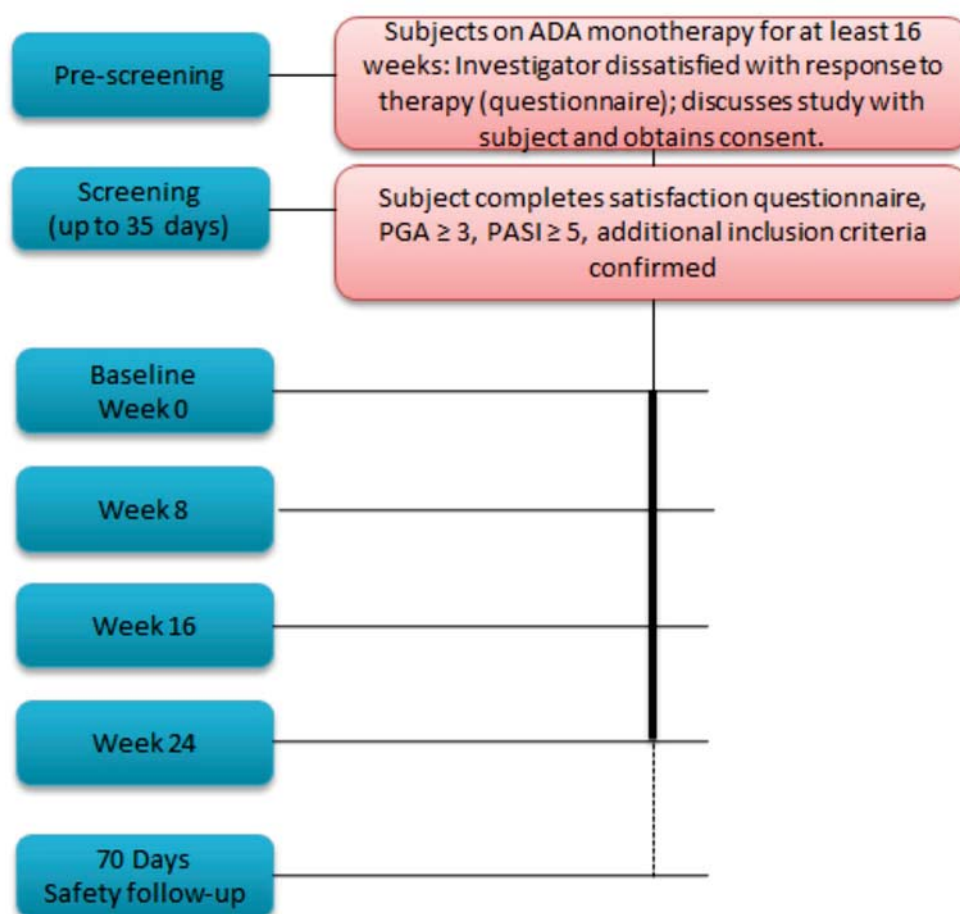 Pre-screening
Subjects on ADA monotherapy for at least 16
weeks: Investigator dissatisfied with response to
therapy (questionnaire); discusses study with
subject and obtains consent.
Screening
(up to 35 days)
Subject completes satisfaction questionnaire,
PGA ≥ 3, PASI ≥ 5, additional inclusion criteria
confirmed
Baseline
Week 0
Week 8
Week 16
Week 24
70 Days
Safety follow-up